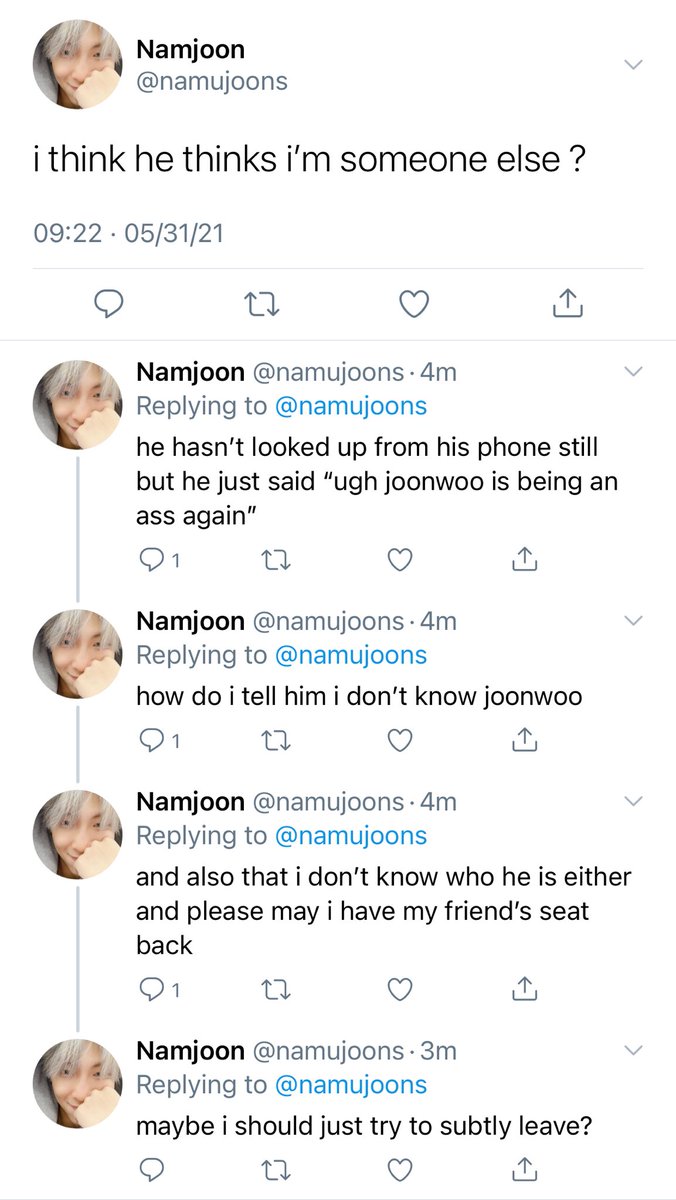 Namjoon
@namujoons
i think he thinks i’m someone else ?
09:22 · 05/31/21
Namjoon @namujoons · 4m
Replying to @namujoons
he hasn’t looked up from his phone still
but he just said “ugh joonwoo is being an
ass again”
1
Namjoon @namujoons · 4m
Replying to @namujoons
how do i tell him i don’t know joonwoo
1
Namjoon @namujoons · 4m
Replying to @namujoons
and also that i don’t know who he is either
and please may i have my friend’s seat
back
1
Namjoon @namujoons · 3m
Replying to @namujoons
maybe i should just try to subtly leave?